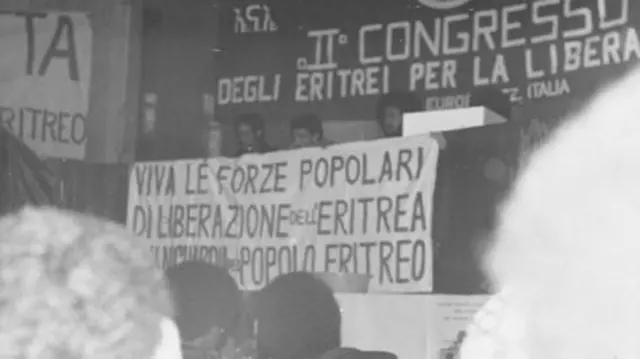 TA
RITREO
II° CONGRESSO
DEGLI ERITREI PER LA LIBERA
ITALIA
VIVA LE FORZE POPOLARI
DI LIBERAZIONE DELL'ERITREA
POPOLO ERITREO